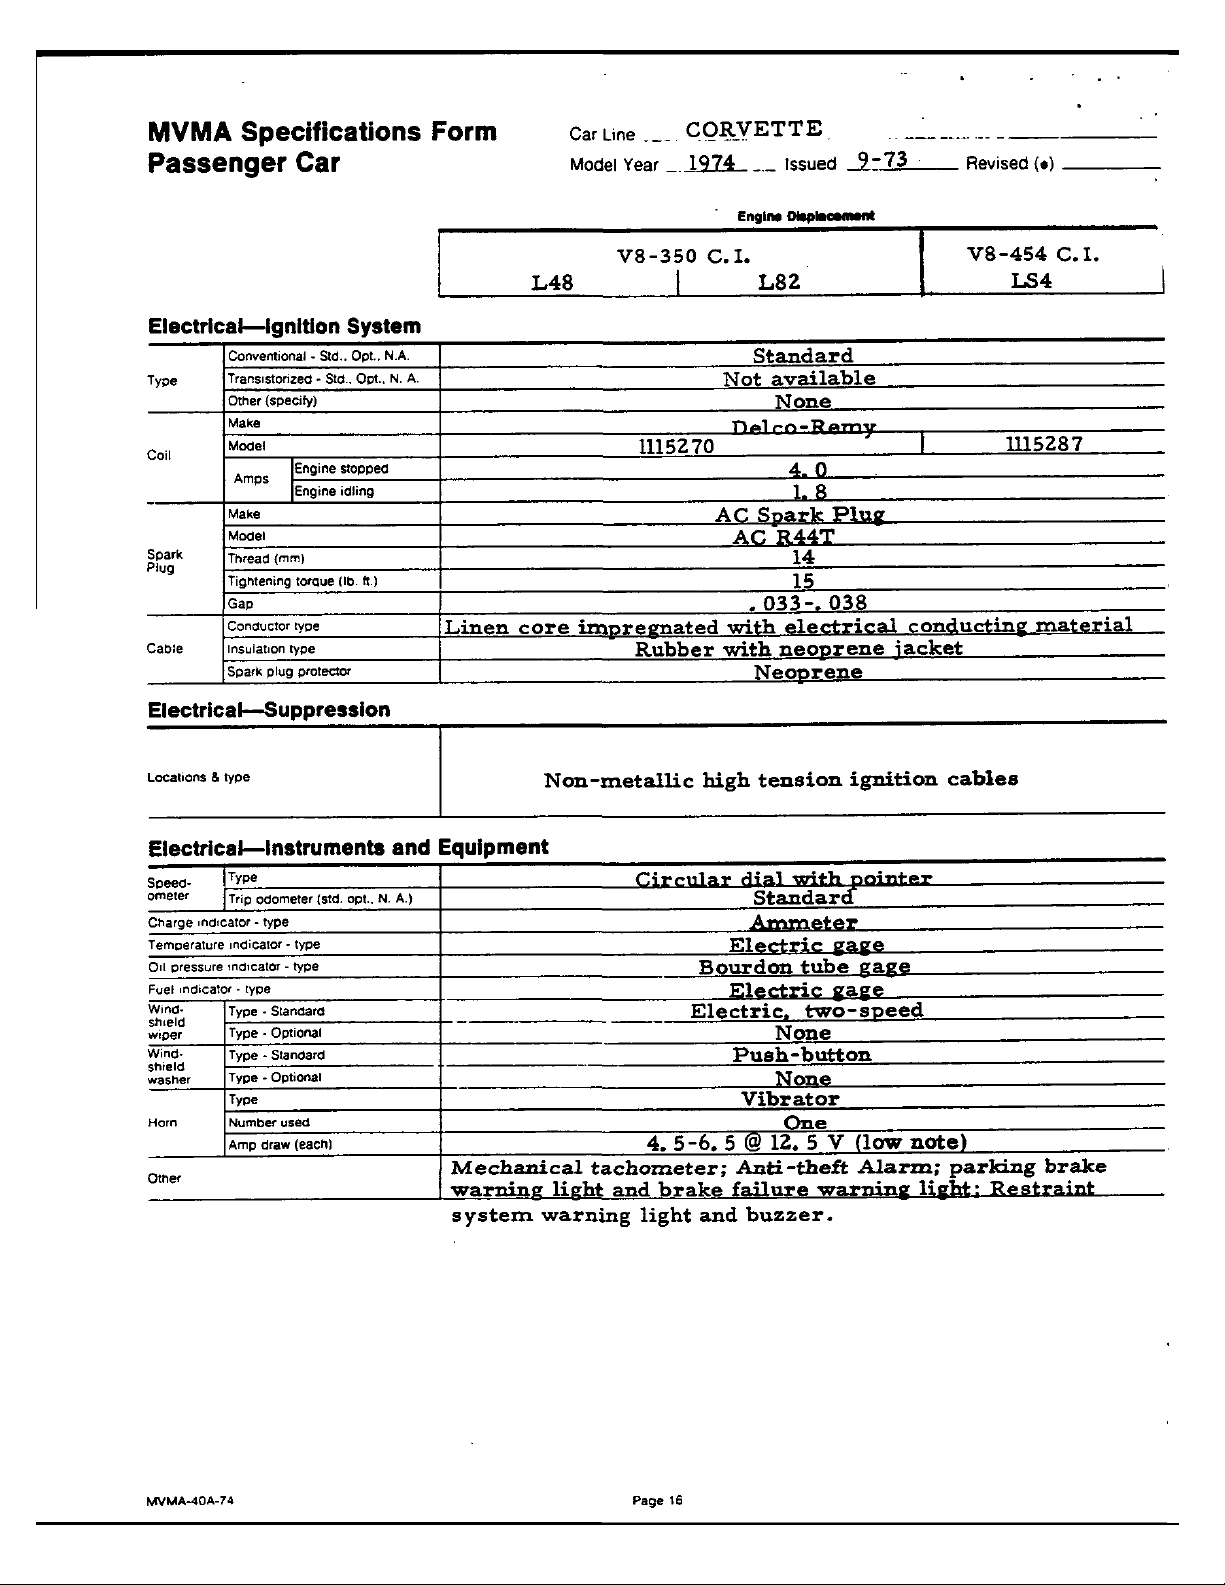 MVMA Specifications Form
Passenger Car
Car Line CORVETTE
Model Year 1974 Issued 9-73 Revised (•)
Engine Displacement
V8-350 C.I. V8-454 C.I.
L48 L82 LS4
Electrical—Ignition System
Type
Conventional - Std., Opt., N.A. Standard
Transistorized - Std., Opt., N. A. Not available
Other (specify) None
Coil
Make Delco-Remy
Model 1115270 1115287
Amps
Engine stopped 4.0
Engine idling 1.8
Spark Plug
Make AC Spark Plug
Model AC R44T
Thread (mm) 14
Tightening torque (lb. ft.) 15
Gap .033-.038
Cable
Conductor type Linen core impregnated with electrical conducting material
Insulation type Rubber with neoprene jacket
Spark plug protector Neoprene
Electrical—Suppression
Locations & type Non-metallic high tension ignition cables
Electrical—Instruments and Equipment
Speed-
ometer
Type Circular dial with pointer
Trip odometer (std. opt., N. A.) Standard
Charge indicator - type Ammeter
Temperature indicator - type Electric gage
Oil pressure indicator - type Bourdon tube gage
Fuel indicator - type Electric gage
Wind-
shield
wiper
Type - Standard Electric, two-speed
Type - Optional None
Wind-
shield
washer
Type - Standard Push-button
Type - Optional None
Horn
Type Vibrator
Number used One
Amp draw (each) 4.5-6.5 @ 12.5 V (low note)
Other
Mechanical tachometer; Anti-theft Alarm; parking brake
warning light and brake failure warning light; Restraint
system warning light and buzzer.
MVMA-40A-74 Page 16